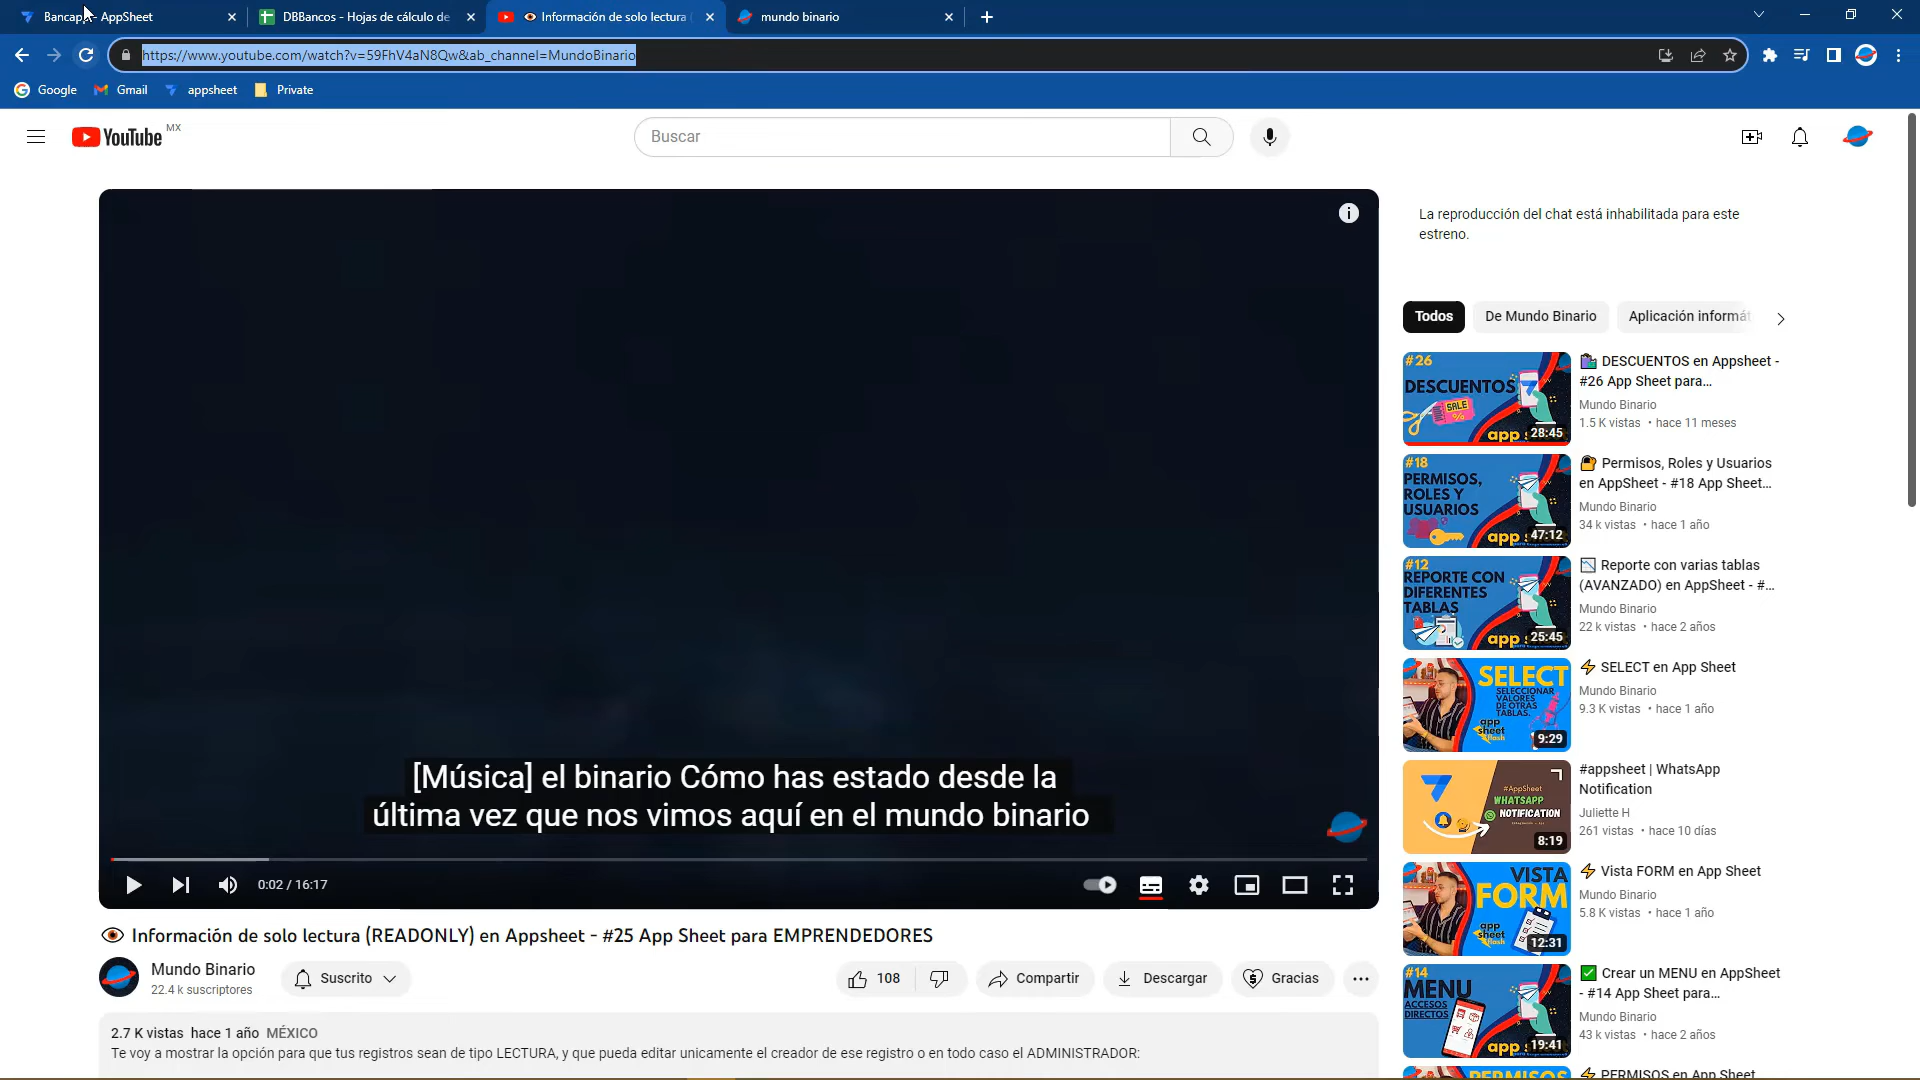 Bancap - AppSheet
DBBancos - Hojas de cálculo de
Información de solo lectura
mundo binario
https://www.youtube.com/watch?v=59FhV4aN8Qw&ab_channel=MundoBinario
Google
Gmail
appsheet
Private
YouTube MX
Buscar
La reproducción del chat está inhabilitada para este
estreno.
Todos
De Mundo Binario
Aplicación informát
[Música] el binario Cómo has estado desde la
última vez que nos vimos aquí en el mundo binario
0:02 / 16:17
Información de solo lectura (READONLY) en Appsheet - #25 App Sheet para EMPRENDEDORES
Mundo Binario
22.4 k suscriptores
Suscrito
108
Compartir
Descargar
Gracias
2.7 K vistas hace 1 año MÉXICO
Te voy a mostrar la opción para que tus registros sean de tipo LECTURA, y que pueda editar unicamente el creador de ese registro o en todo caso el ADMINISTRADOR:
#26
DESCUENTOS
SALE
%
app
28:45
DESCUENTOS en Appsheet -
#26 App Sheet para...
Mundo Binario
1.5 K vistas • hace 11 meses
#18
PERMISOS,
ROLES Y
USUARIOS
app
47:12
Permisos, Roles y Usuarios
en AppSheet - #18 App Sheet...
Mundo Binario
34 k vistas • hace 1 año
#12
REPORTE CON
DIFERENTES
TABLAS
app
25:45
Reporte con varias tablas
(AVANZADO) en AppSheet - #...
Mundo Binario
22 k vistas • hace 2 años
SELECT
SELECCIONAR
VALORES
DE OTRAS
TABLAS.
app
sheet
flash
9:29
SELECT en App Sheet
Mundo Binario
9.3 K vistas • hace 1 año
#AppSheet
WHATSAPP
NOTIFICATION
8:19
#appsheet | WhatsApp
Notification
Juliette H
261 vistas • hace 10 días
VISTA
FORM
app
sheet
flash
12:31
Vista FORM en App Sheet
Mundo Binario
5.8 K vistas • hace 1 año
#14
MENU
ACCESOS
DIRECTOS
app
19:41
Crear un MENU en AppSheet
- #14 App Sheet para...
Mundo Binario
43 k vistas • hace 2 años
PERMISOS
PERMISOS en App Sheet